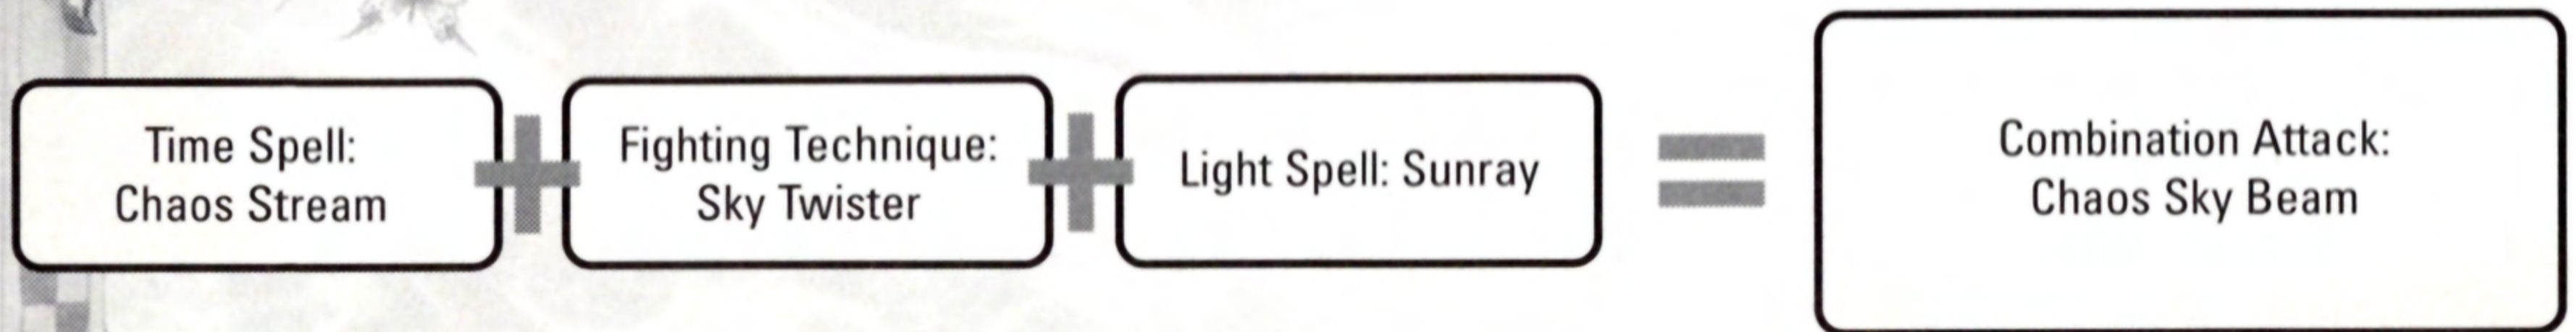 Time Spell:
Chaos Stream
Fighting Technique:
Sky Twister
Light Spell: Sunray
Combination Attack:
Chaos Sky Beam